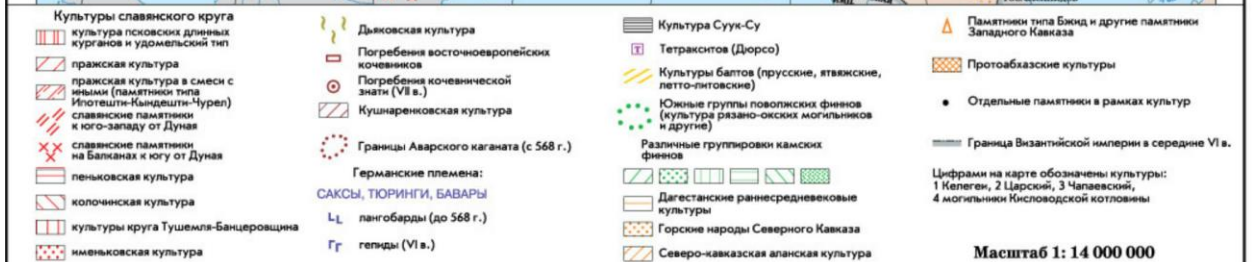 Культуры славянского круга
культура псковских длинных
курганов и удомельский тип
пражская культура
пражская культура в смеси с
иными (памятники типа
Ипотешти-Кындешти-Чурел)
славянские памятники
к юго-западу от Дуная
славянские памятники
на Балканах к югу от Дуная
пеньковская культура
колочинская культура
культуры круга Тушемля-Банцеровщина
именьковская культура
Дьяковская культура
Погребения восточноевропейских
кочевников
Погребения кочевнической
знати (VII в.)
Кушнаренковская культура
Границы Аварского каганата (с 568 г.)
Германские племена:
САКСЫ, ТЮРИНГИ, БАВАРЫ
LL лангобарды (до 568 г.)
Гг гепиды (VI в.)
Культура Суук-Су
Т Тетракситов (Дюрсо)
Культуры балтов (прусские, ятвяжские,
летто-литовские)
Южные группы поволжских финнов
(культура рязано-окских могильников
и другие)
Различные группировки камских
финнов
Дагестанские раннесредневековые
культуры
Горские народы Северного Кавказа
Северо-кавказская аланская культура
Памятники типа Бжид и другие памятники
Западного Кавказа
Протоабхазские культуры
Отдельные памятники в рамках культур
Граница Византийской империи в середине VI в.
Цифрами на карте обозначены культуры:
1 Келегеи, 2 Царский, 3 Чапаевский,
4 могильники Кисловодской котловины
Масштаб 1: 14 000 000